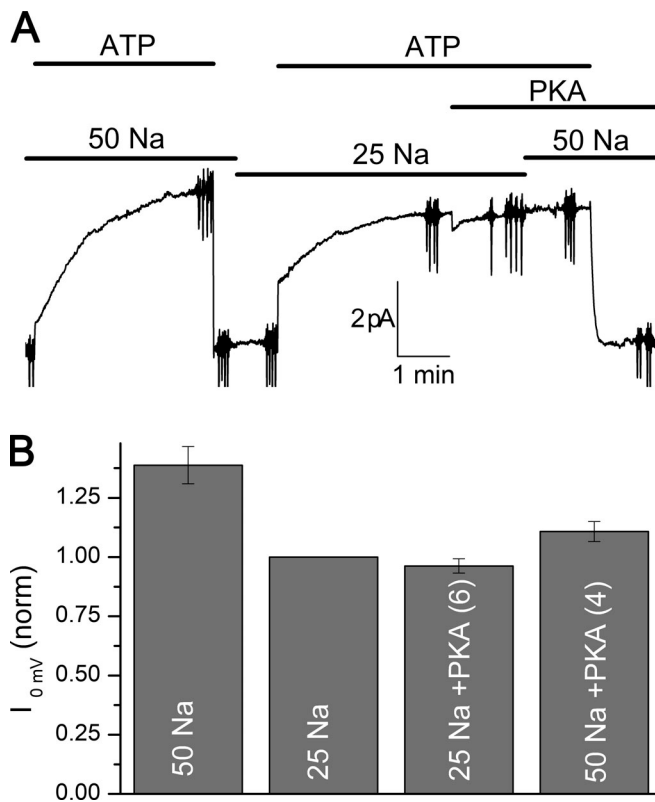 A
ATP ATP
PKA
50 Na 25 Na 50 Na
2pA
1 min
B
I 0 mV (norm)
1.25
1.00
0.75
0.50
0.25
0.00
50 Na
25 Na
25 Na +PKA (6)
50 Na +PKA (4)